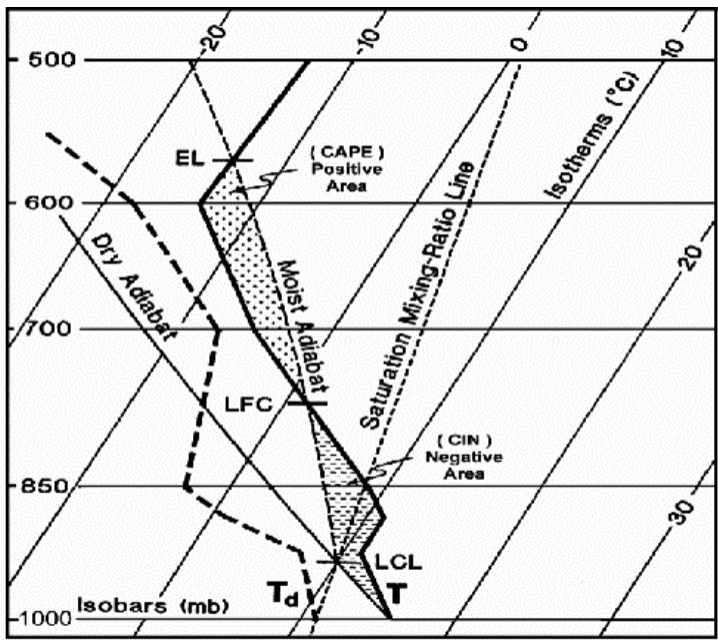 -20
-10
0
10
500
EL
( CAPE )
Positive
Area
Isotherms (°C)
600
Dry Adiabat
Moist Adiabat
Saturation Mixing-Ratio Line
20
700
LFC
( CIN )
Negative
Area
850
30
LCL
Td
T
Isobars (mb)
1000